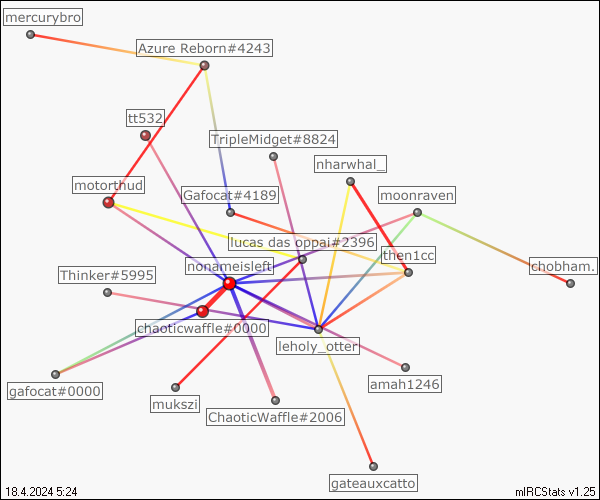 mercurybro
Azure Reborn#4243
tt532
TripleMidget#8824
nharwhal_
motorthud
Gafocat#4189
moonraven
lucas das oppai#2396
then1cc
nonameisleft
Thinker#5995
chobham.
chaoticwaffle#0000
leholy_otter
gafocat#0000
amah1246
mukszi
ChaoticWaffle#2006
gateauxcatto
18.4.2024 5:24
mIRCStats v1.25